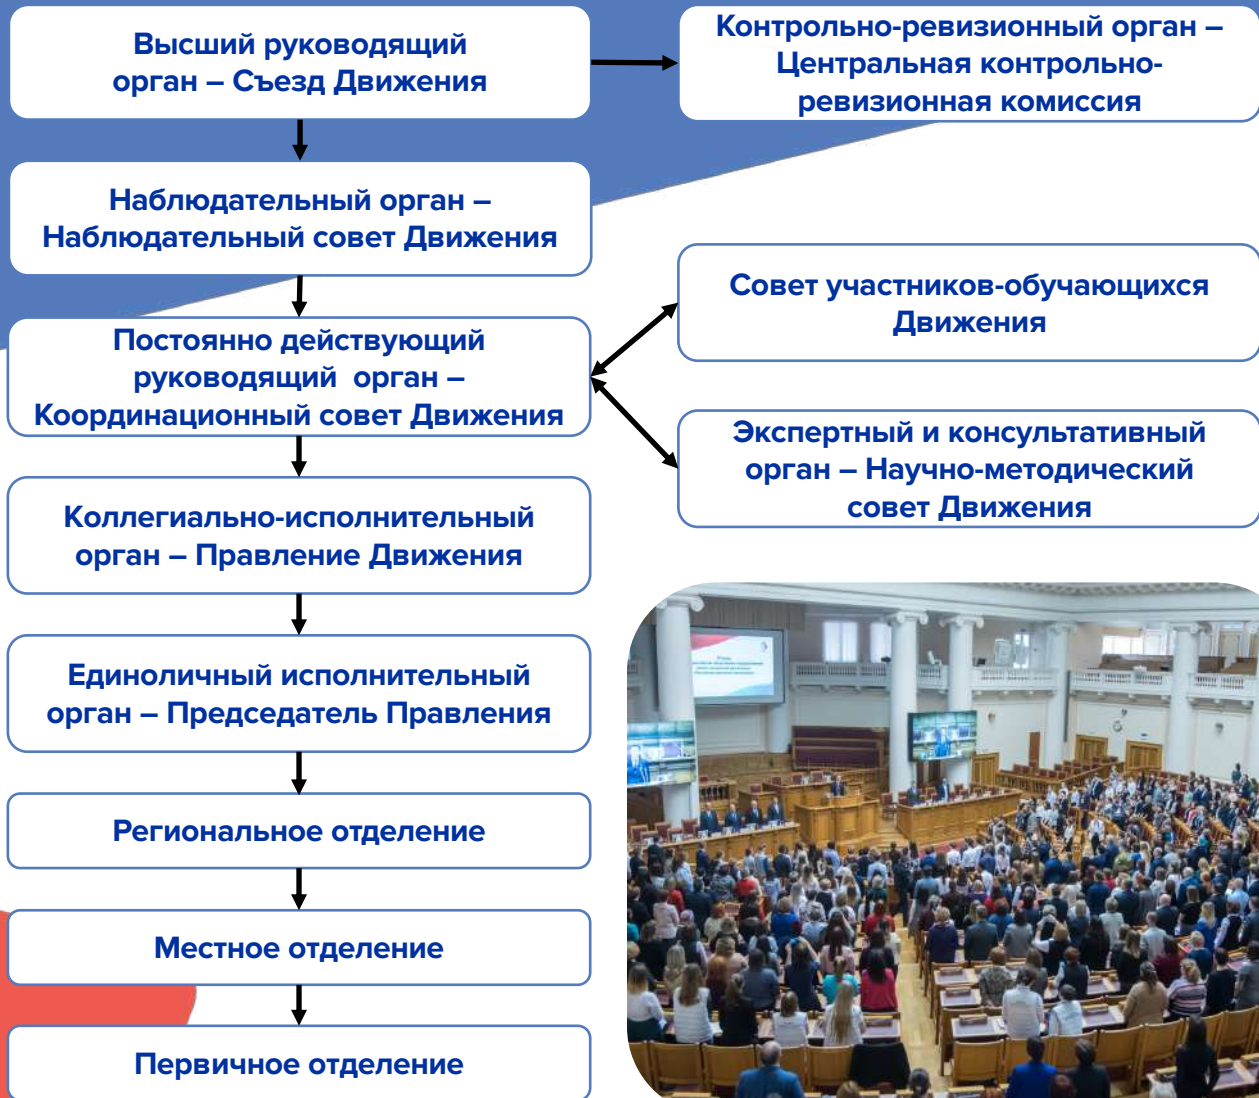 Высший руководящий
орган – Съезд Движения
Контрольно-ревизионный орган –
Центральная контрольно-
ревизионная комиссия
Наблюдательный орган –
Наблюдательный совет Движения
Постоянно действующий
руководящий орган –
Координационный совет Движения
Совет участников-обучающихся
Движения
Экспертный и консультативный
орган – Научно-методический
совет Движения
Коллегиально-исполнительный
орган – Правление Движения
Единоличный исполнительный
орган – Председатель Правления
Региональное отделение
Местное отделение
Первичное отделение